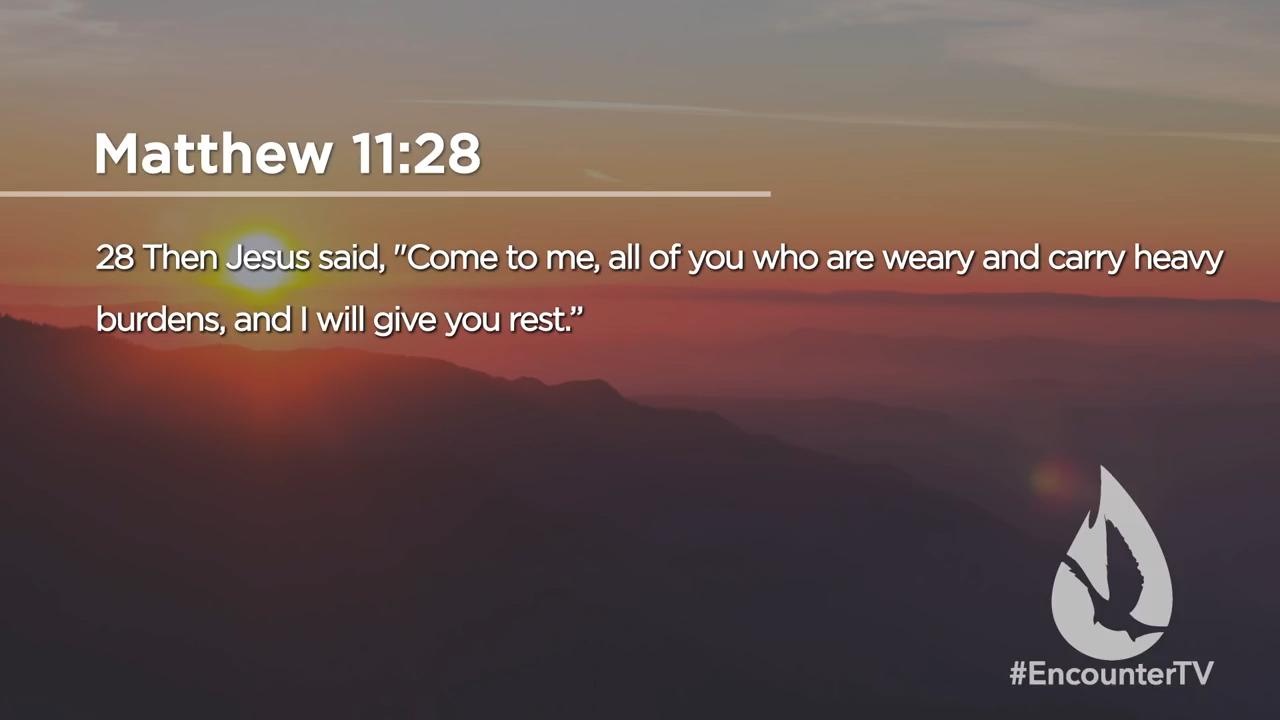 Matthew 11:28
28 Then Jesus said, "Come to me, all of you who are weary and carry heavy
burdens, and I will give you rest.”
#EncounterTV